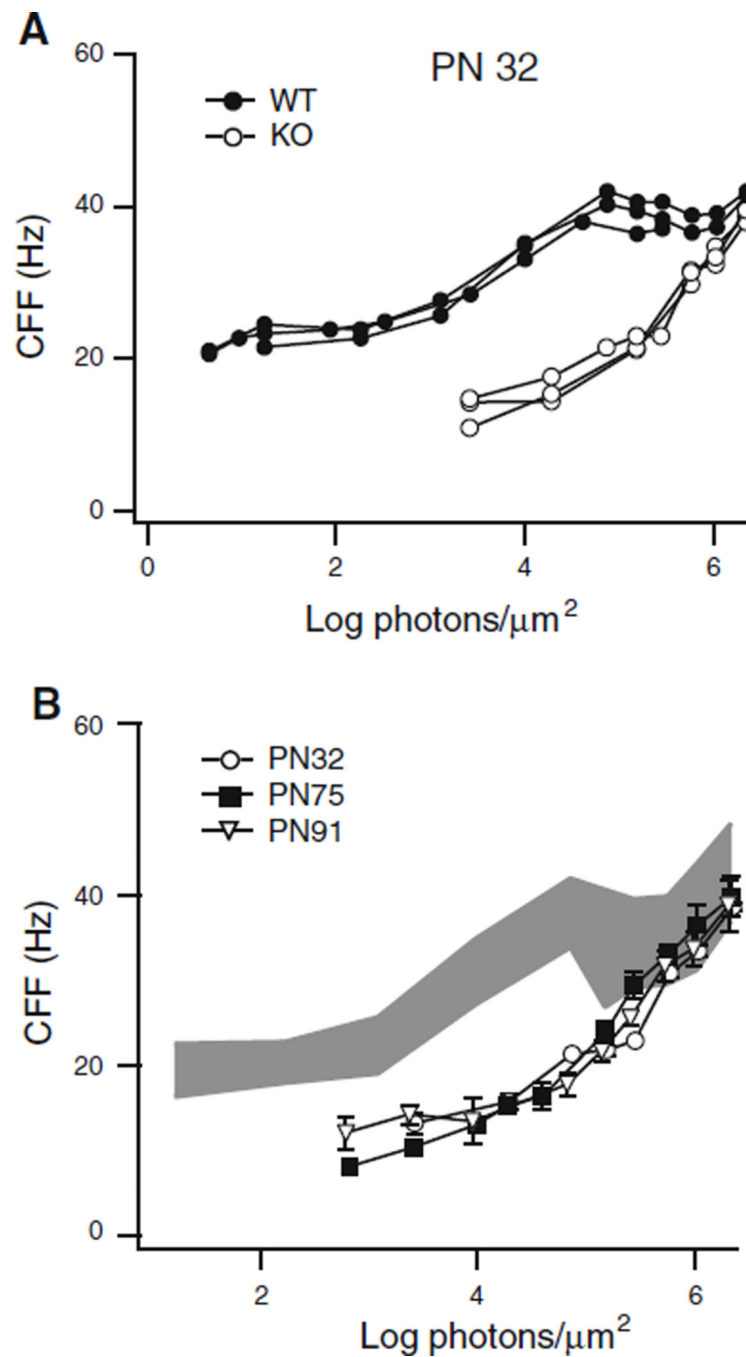 A
PN 32
60
WT
KO
40
CFF (Hz)
20
0
0 2 4 6
Log photons/μm²
B
60
PN32
PN75
PN91
40
CFF (Hz)
20
0
2 4 6
Log photons/μm²